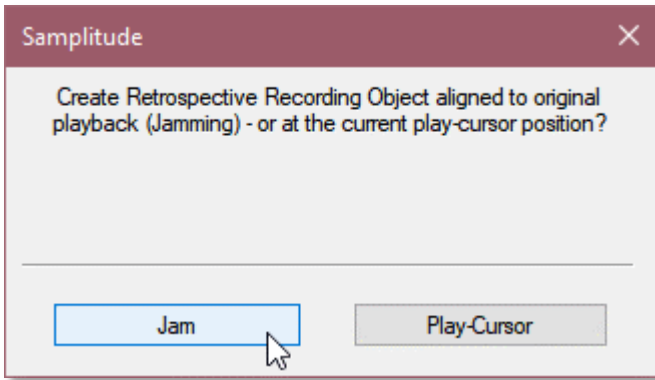 Samplitude
Create Retrospective Recording Object aligned to original
playback (Jamming) - or at the current play-cursor position?
Jam
Play-Cursor